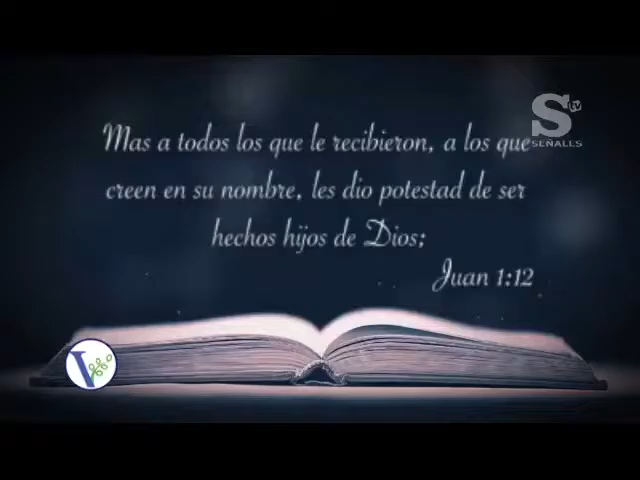 Mas a todos los que le recibieron, a los que
creen en su nombre, les dio potestad de ser
hechos hijos de Dios;
Juan 1:12
S tv
SEÑALLS
V